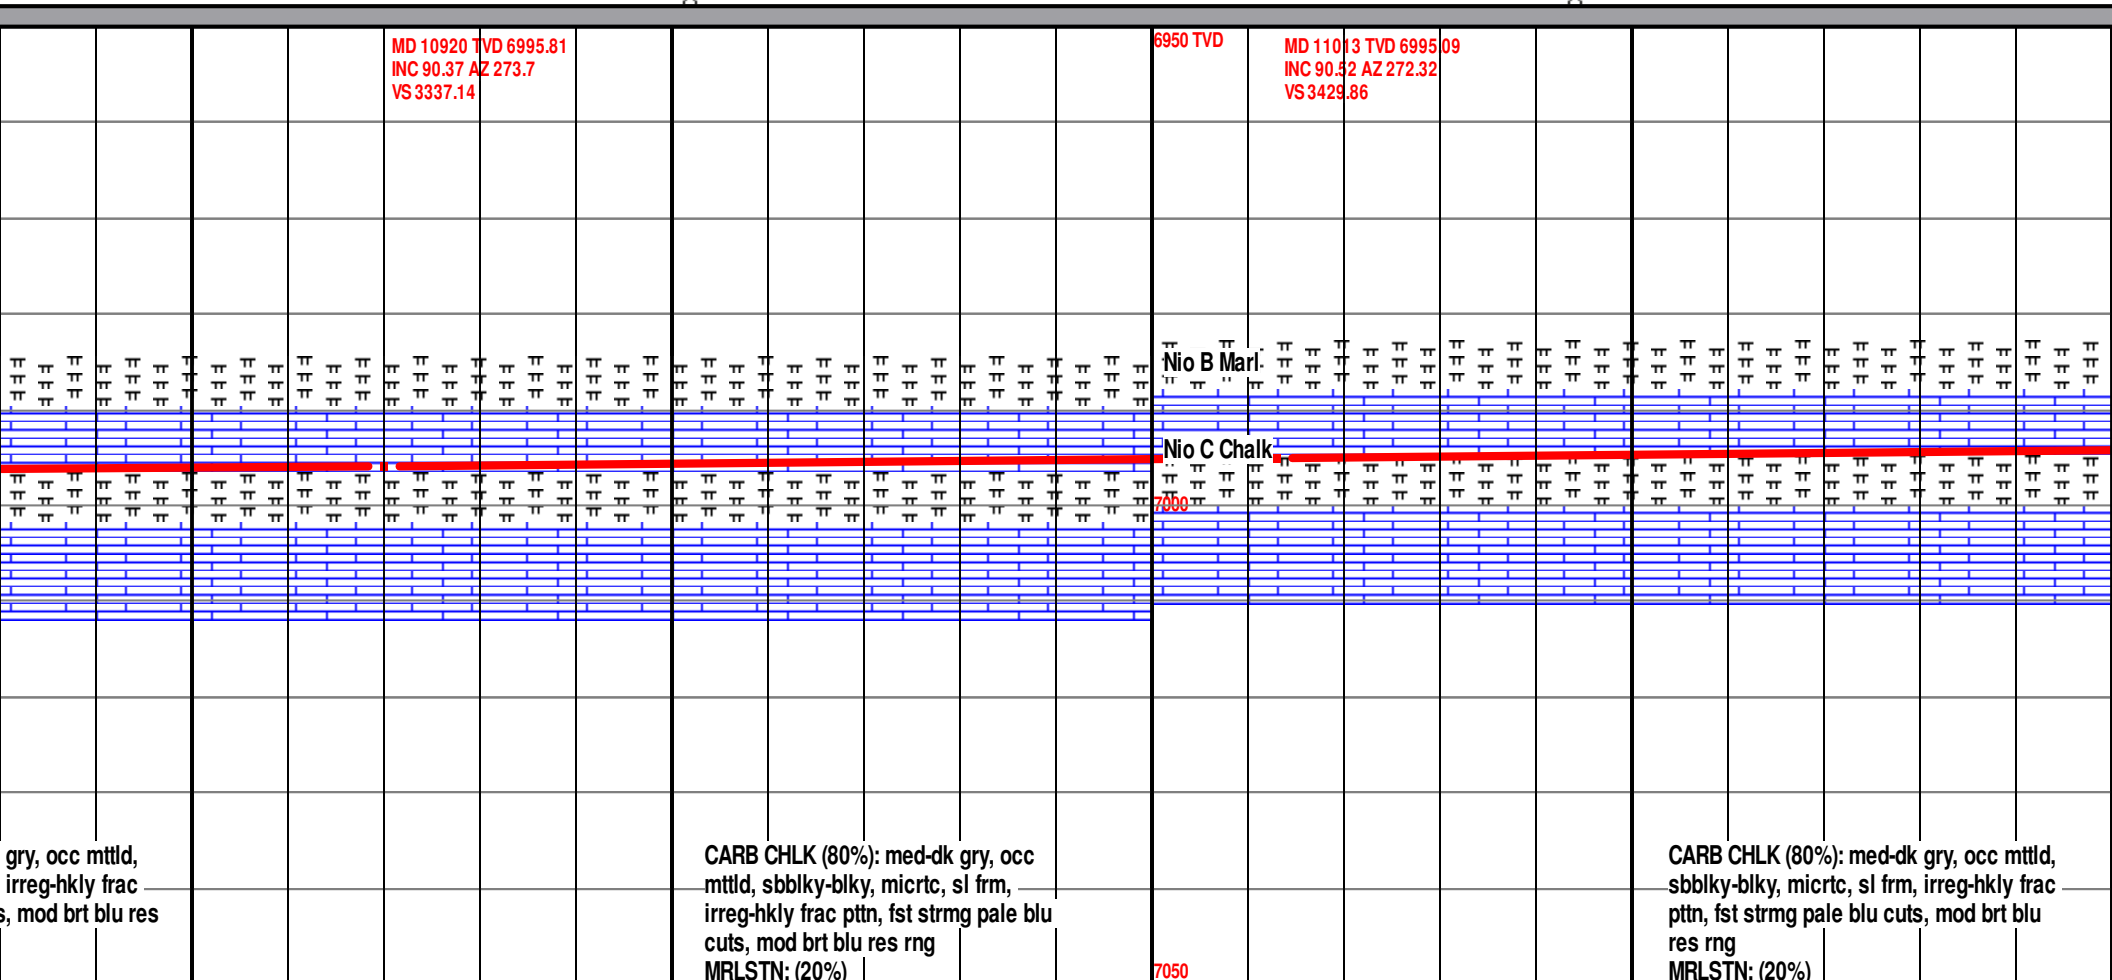 MD 10920 TVD 6995.81
INC 90.37 AZ 273.7
VS 3337.14
6950 TVD
MD 11013 TVD 6995.09
INC 90.52 AZ 272.32
VS 3429.86
Nio B Marl
Nio C Chalk
7000
gry, occ mttld,
irreg-hkly frac
s, mod brt blu res
CARB CHLK (80%): med-dk gry, occ
mttld, sbblky-blky, micrtc, sl frm,
irreg-hkly frac pttn, fst strmg pale blu
cuts, mod brt blu res rng
MRLSTN: (20%)
7050
CARB CHLK (80%): med-dk gry, occ mttld,
sbblky-blky, micrtc, sl frm, irreg-hkly frac
pttn, fst strmg pale blu cuts, mod brt blu
res rng
MRLSTN: (20%)